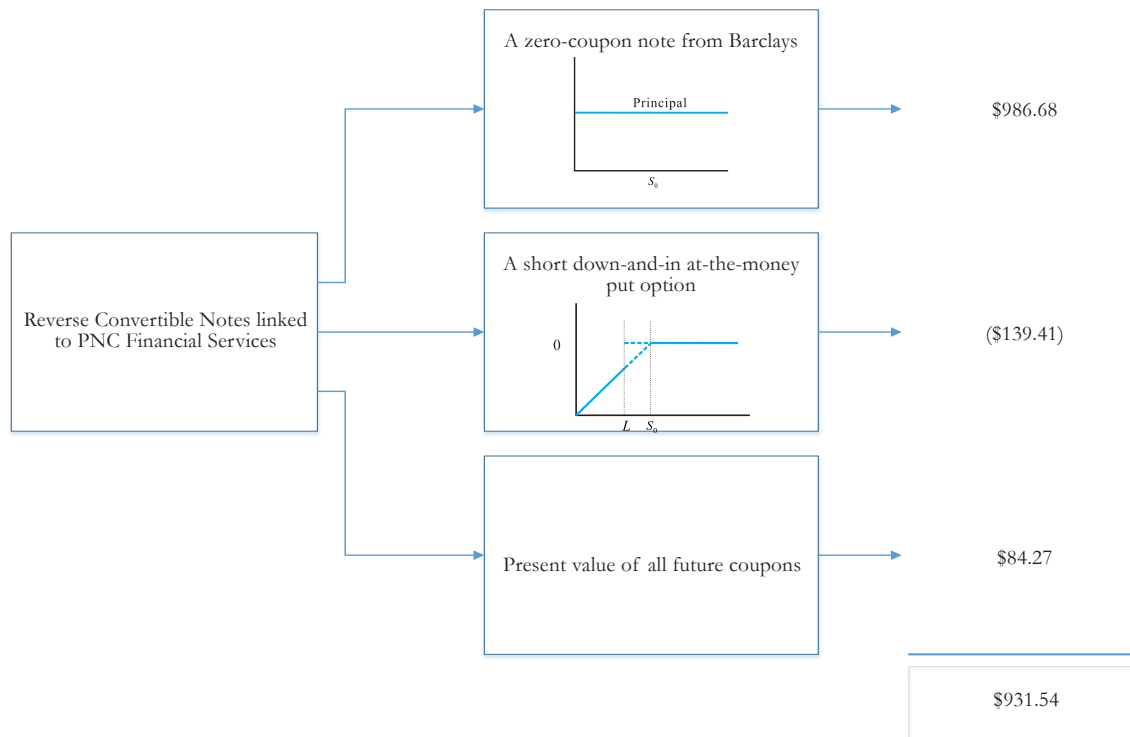 A zero-coupon note from Barclays
Principal
S₀
$986.68
Reverse Convertible Notes linked
to PNC Financial Services
A short down-and-in at-the-money
put option
0
L S₀
($139.41)
Present value of all future coupons
$84.27
$931.54